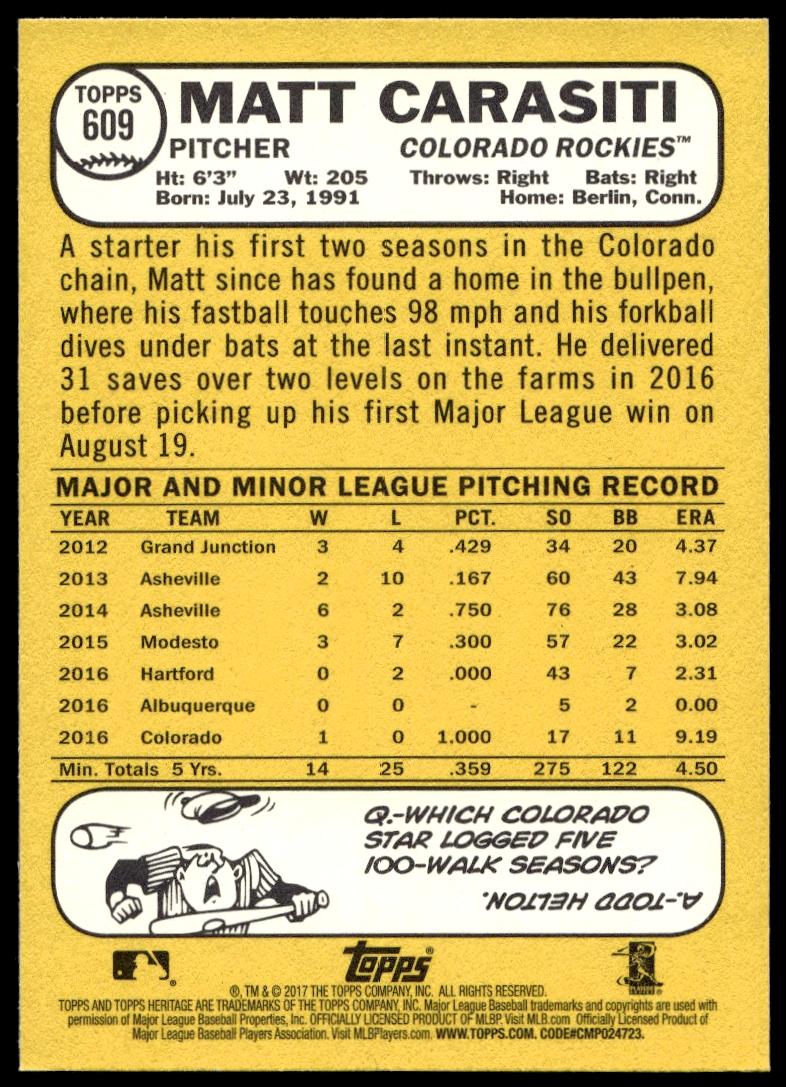 TOPPS
609
MATT CARASITI
PITCHER COLORADO ROCKIES™
Ht: 6'3" Wt: 205 Throws: Right Bats: Right
Born: July 23, 1991 Home: Berlin, Conn.
A starter his first two seasons in the Colorado
chain, Matt since has found a home in the bullpen,
where his fastball touches 98 mph and his forkball
dives under bats at the last instant. He delivered
31 saves over two levels on the farms in 2016
before picking up his first Major League win on
August 19.
MAJOR AND MINOR LEAGUE PITCHING RECORD
YEAR TEAM W L PCT. SO BB ERA
2012 Grand Junction 3 4 .429 34 20 4.37
2013 Asheville 2 10 .167 60 43 7.94
2014 Asheville 6 2 .750 76 28 3.08
2015 Modesto 3 7 .300 57 22 3.02
2016 Hartford 0 2 .000 43 7 2.31
2016 Albuquerque 0 0 - 5 2 0.00
2016 Colorado 1 0 1.000 17 11 9.19
Min. Totals 5 Yrs. 14 25 .359 275 122 4.50
Q.-WHICH COLORADO
STAR LOGGED FIVE
100-WALK SEASONS?
A.-TODD HELTON.
topps®
®, TM & © 2017 THE TOPPS COMPANY, INC. ALL RIGHTS RESERVED.
TOPPS AND TOPPS HERITAGE ARE TRADEMARKS OF THE TOPPS COMPANY, INC. Major League Baseball trademarks and copyrights are used with
permission of Major League Baseball Properties, Inc. OFFICIALLY LICENSED PRODUCT OF MLBP. Visit MLB.com Officially Licensed Product of
Major League Baseball Players Association. Visit MLBPlayers.com. WWW.TOPPS.COM. CODE#CMP024723.